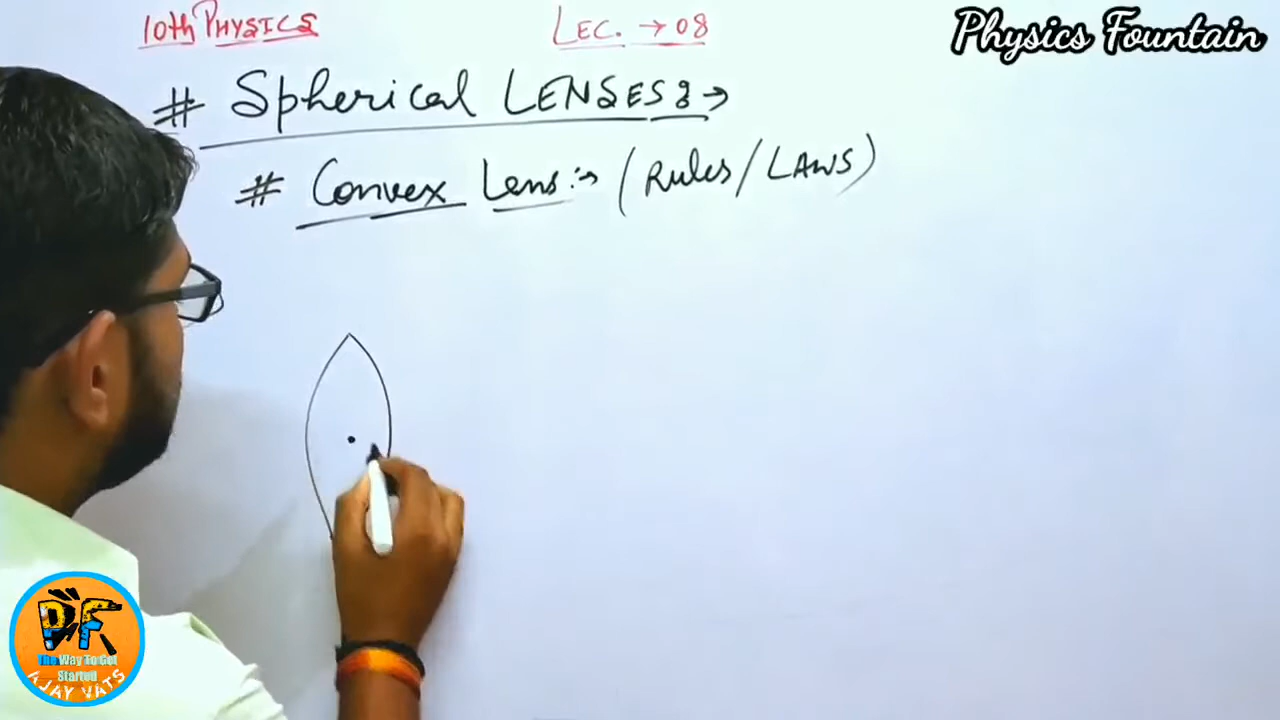 10th PHYSICS
LEC. → 08
Physics Fountain
# Spherical LENSES :→
# Convex Lens :→ (Rules/LAWS)
PF
The Way To Get
Started
AJAY VATS